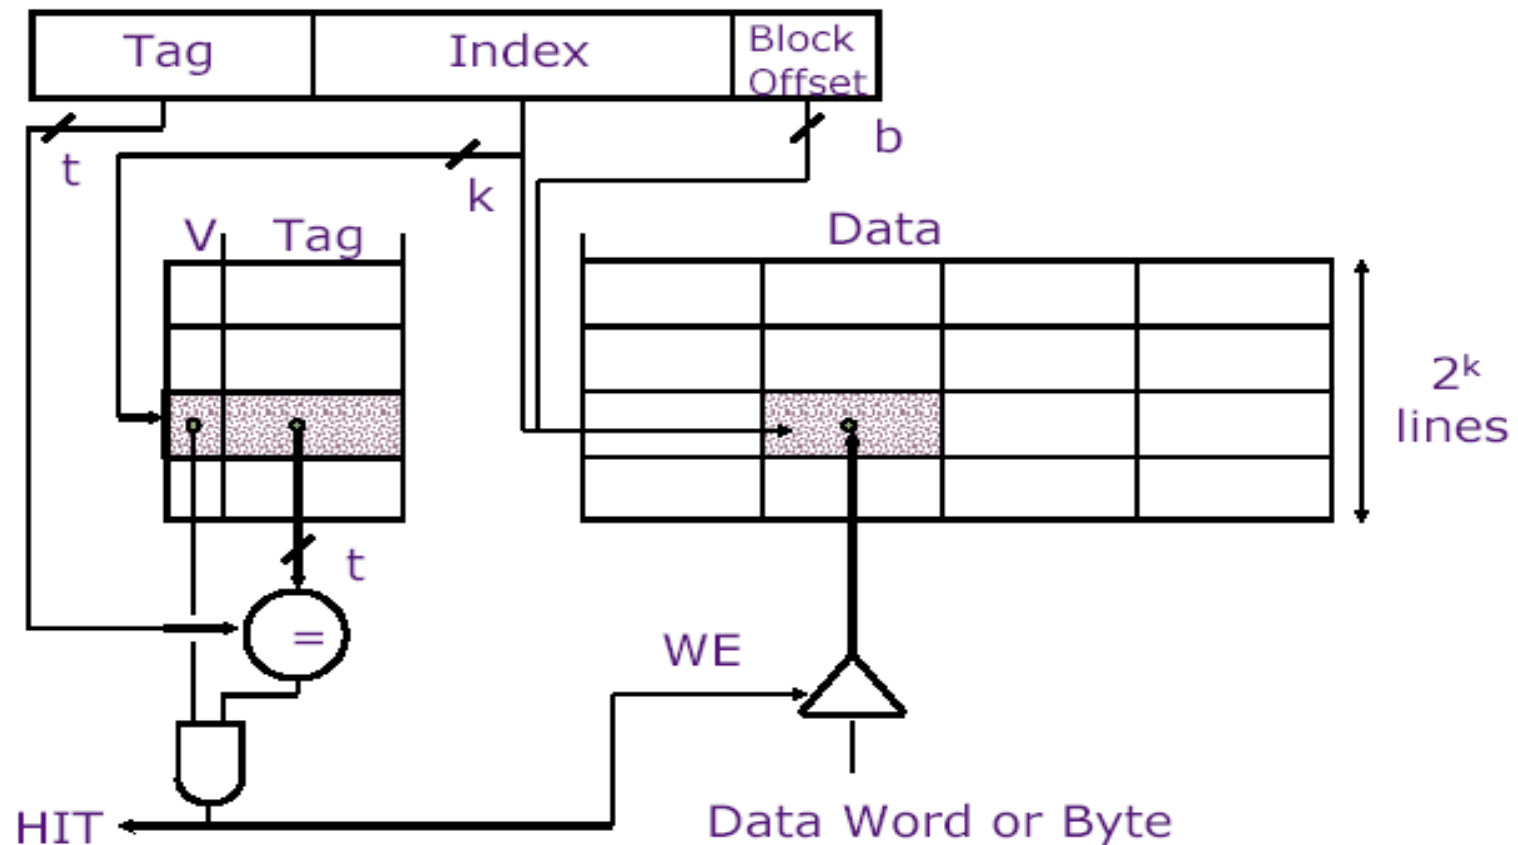 Tag
Index
Block
Offset
t
k
b
V
Tag
Data
2ᵏ
lines
t
=
WE
HIT
Data Word or Byte